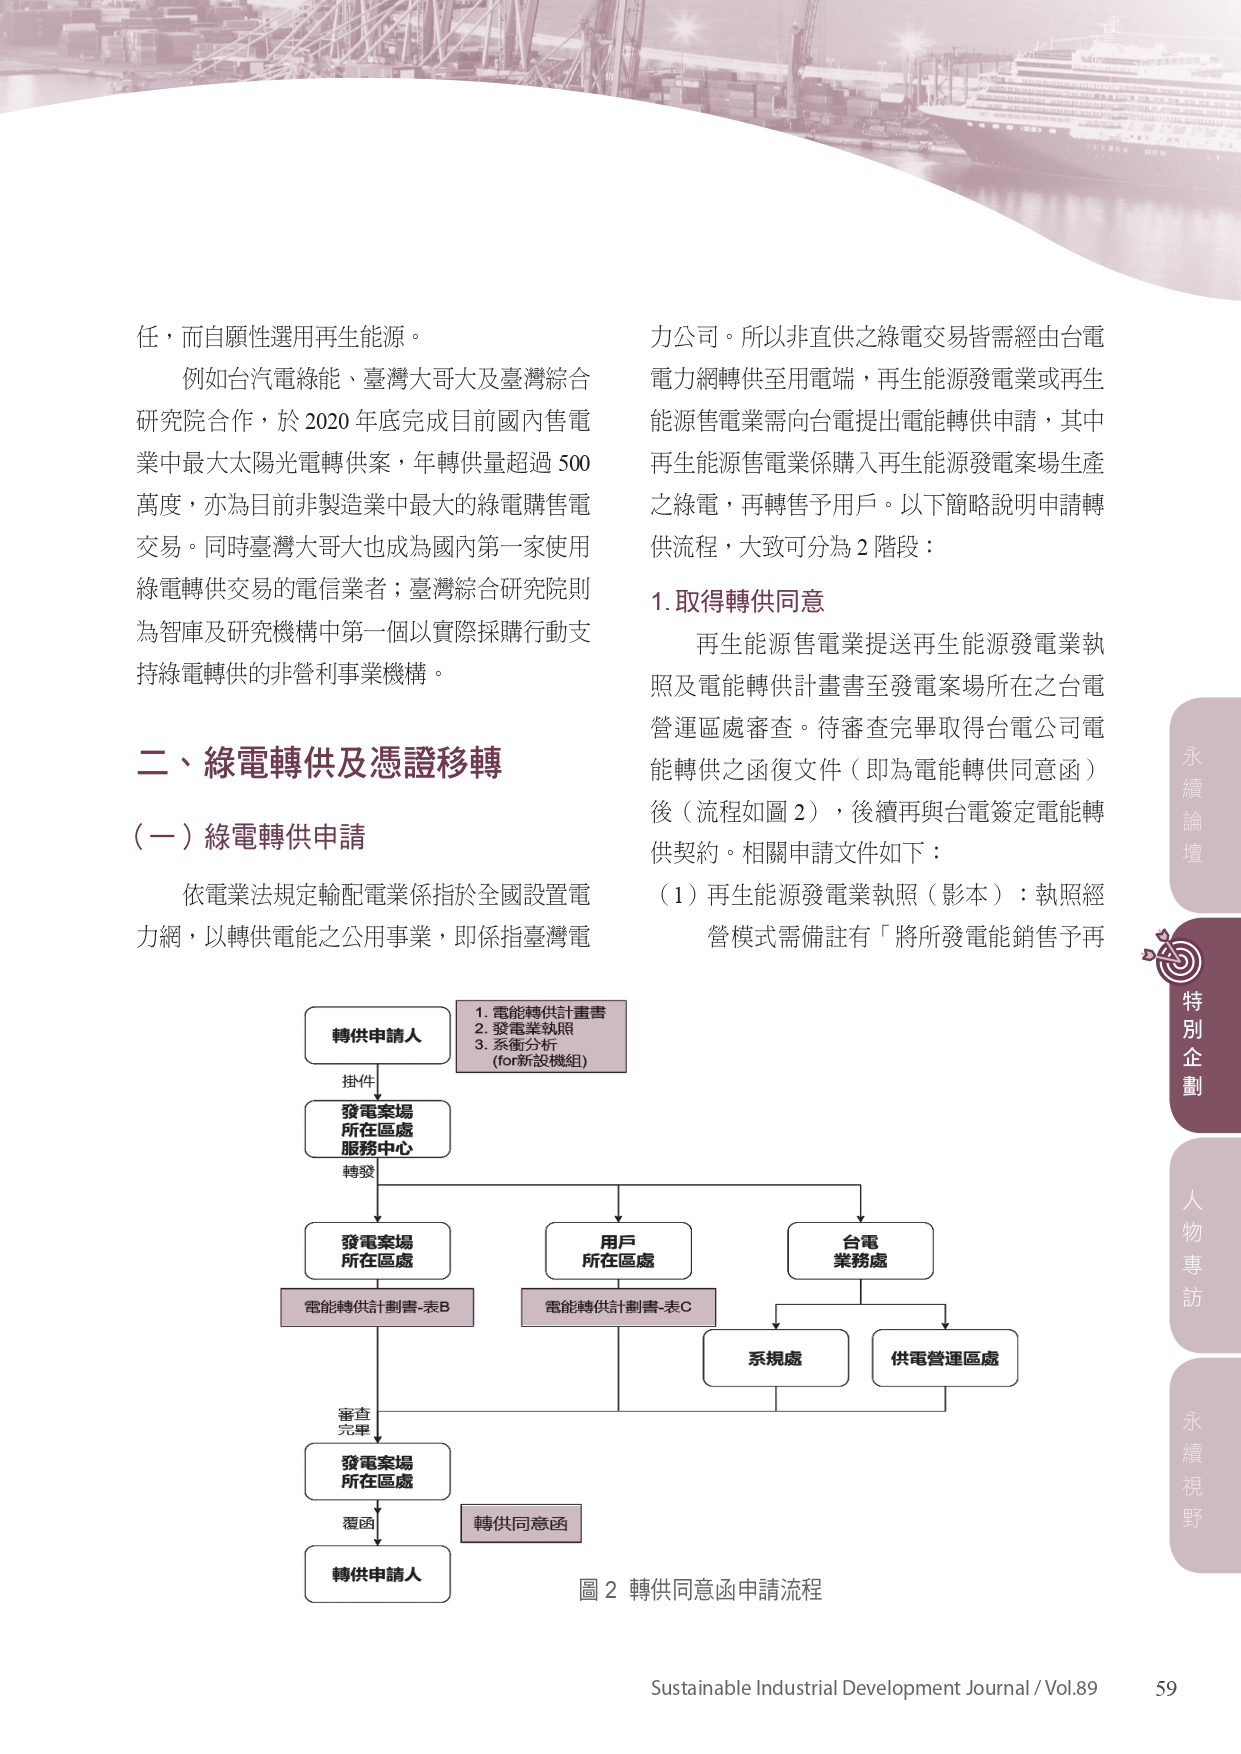 任，而自願性選用再生能源。
例如台汽電綠能、臺灣大哥大及臺灣綜合
研究院合作，於 2020 年底完成目前國內售電
業中最大太陽光電轉供案，年轉供量超過 500
萬度，亦為目前非製造業中最大的綠電購售電
交易。同時臺灣大哥大也成為國內第一家使用
綠電轉供交易的電信業者；臺灣綜合研究院則
為智庫及研究機構中第一個以實際採購行動支
持綠電轉供的非營利事業機構。
二、綠電轉供及憑證移轉
（一）綠電轉供申請
依電業法規定輸配電業係指於全國設置電
力網，以轉供電能之公用事業，即係指臺灣電
力公司。所以非直供之綠電交易皆需經由台電
電力網轉供至用電端，再生能源發電業或再生
能源售電業需向台電提出電能轉供申請，其中
再生能源售電業係購入再生能源發電案場生產
之綠電，再轉售予用戶。以下簡略說明申請轉
供流程，大致可分為 2 階段：
1. 取得轉供同意
再生能源售電業提送再生能源發電業執
照及電能轉供計畫書至發電案場所在之台電
營運區處審查。待審查完畢取得台電公司電
能轉供之函復文件（即為電能轉供同意函）
後（流程如圖 2），後續再與台電簽定電能轉
供契約。相關申請文件如下：
（1）再生能源發電業執照（影本）：執照經
營模式需備註有「將所發電能銷售予再
轉供申請人
1. 電能轉供計畫書
2. 發電業執照
3. 系衝分析
(for新設機組)
掛件
發電案場
所在區處
服務中心
轉發
發電案場
所在區處
用戶
所在區處
台電
業務處
電能轉供計劃書-表B
電能轉供計劃書-表C
系規處
供電營運區處
審查
完畢
發電案場
所在區處
覆函
轉供同意函
轉供申請人
圖 2 轉供同意函申請流程
永續論壇
特別企劃
人物專訪
永續視野
Sustainable Industrial Development Journal / Vol.89
59